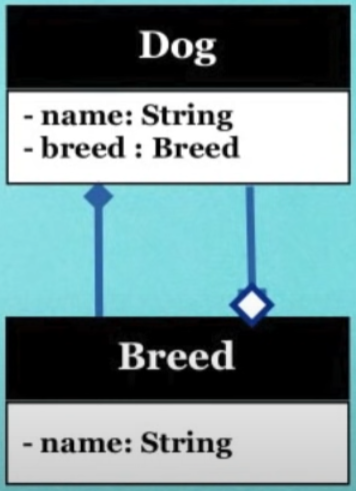 Dog
- name: String
- breed : Breed
Breed
- name: String